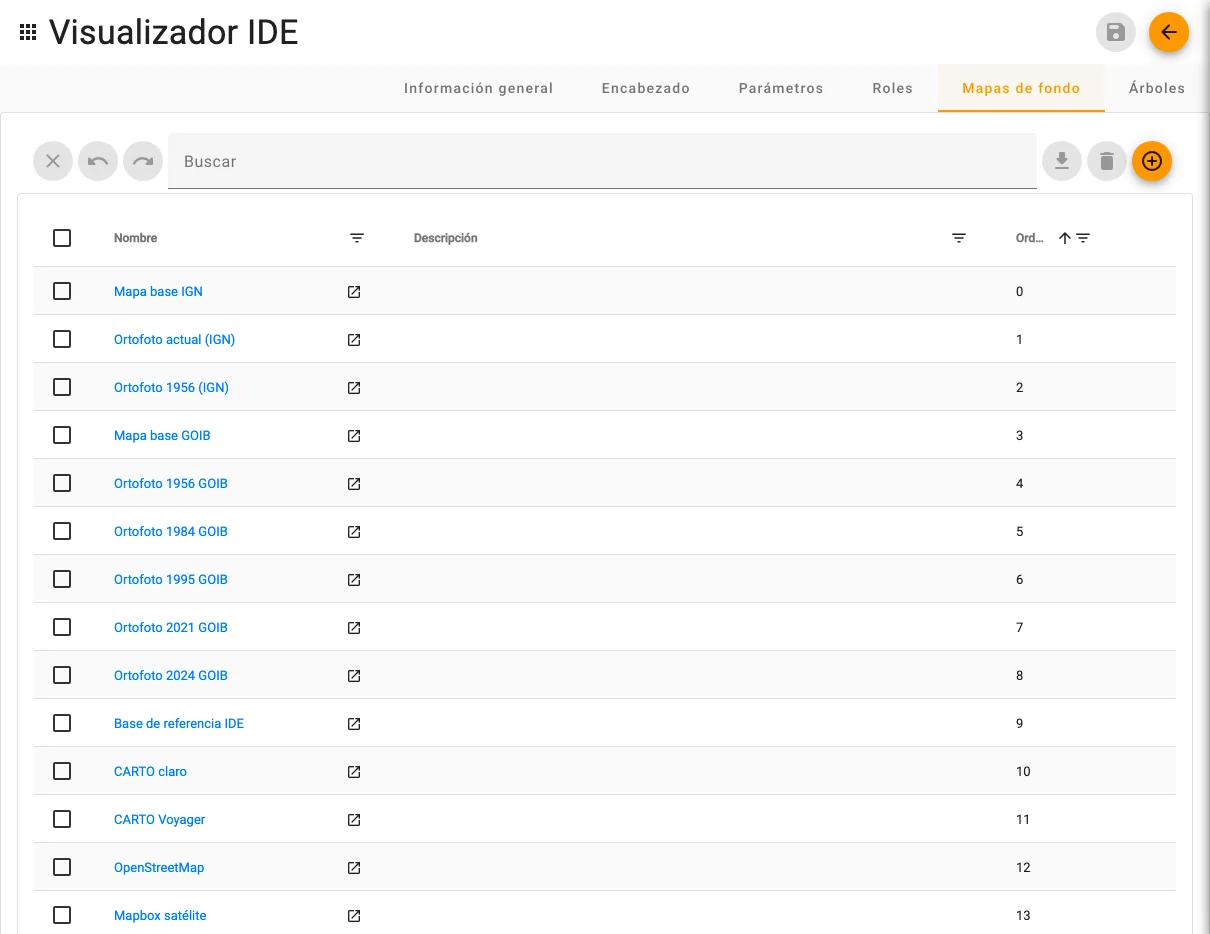 Visualizador IDE
Información general Encabezado Parámetros Roles Mapas de fondo Árboles
Buscar
Nombre Descripción Ord...
Mapa base IGN 0
Ortofoto actual (IGN) 1
Ortofoto 1956 (IGN) 2
Mapa base GOIB 3
Ortofoto 1956 GOIB 4
Ortofoto 1984 GOIB 5
Ortofoto 1995 GOIB 6
Ortofoto 2021 GOIB 7
Ortofoto 2024 GOIB 8
Base de referencia IDE 9
CARTO claro 10
CARTO Voyager 11
OpenStreetMap 12
Mapbox satélite 13